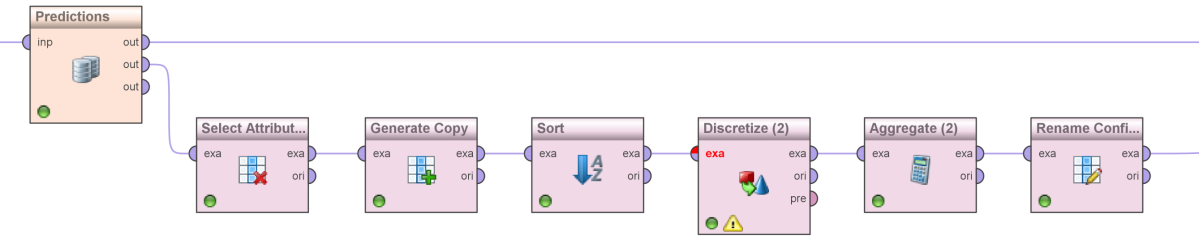 Predictions
inp out
out
out
Select Attribut...
exa exa
ori
Generate Copy
exa exa
ori
Sort
exa exa
ori
A
Z
Discretize (2)
exa exa
ori
pre
Aggregate (2)
exa exa
ori
Rename Confi...
exa exa
ori